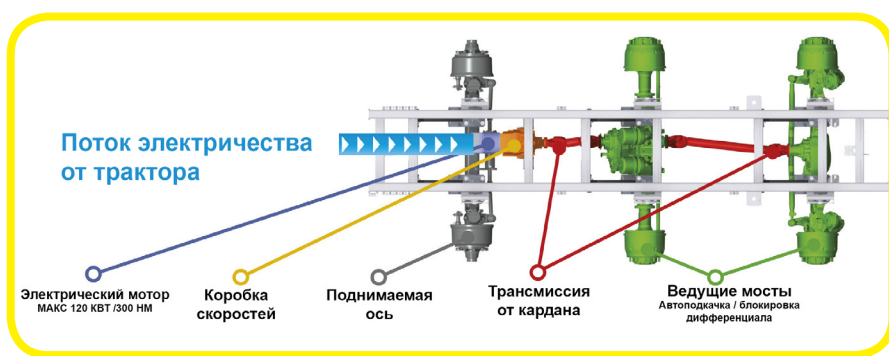 Поток электричества
от трактора
Электрический мотор
МАКС 120 КВТ /300 НМ
Коробка
скоростей
Поднимаемая
ось
Трансмиссия
от кардана
Ведущие мосты
Автоподкачка / блокировка
дифференциала